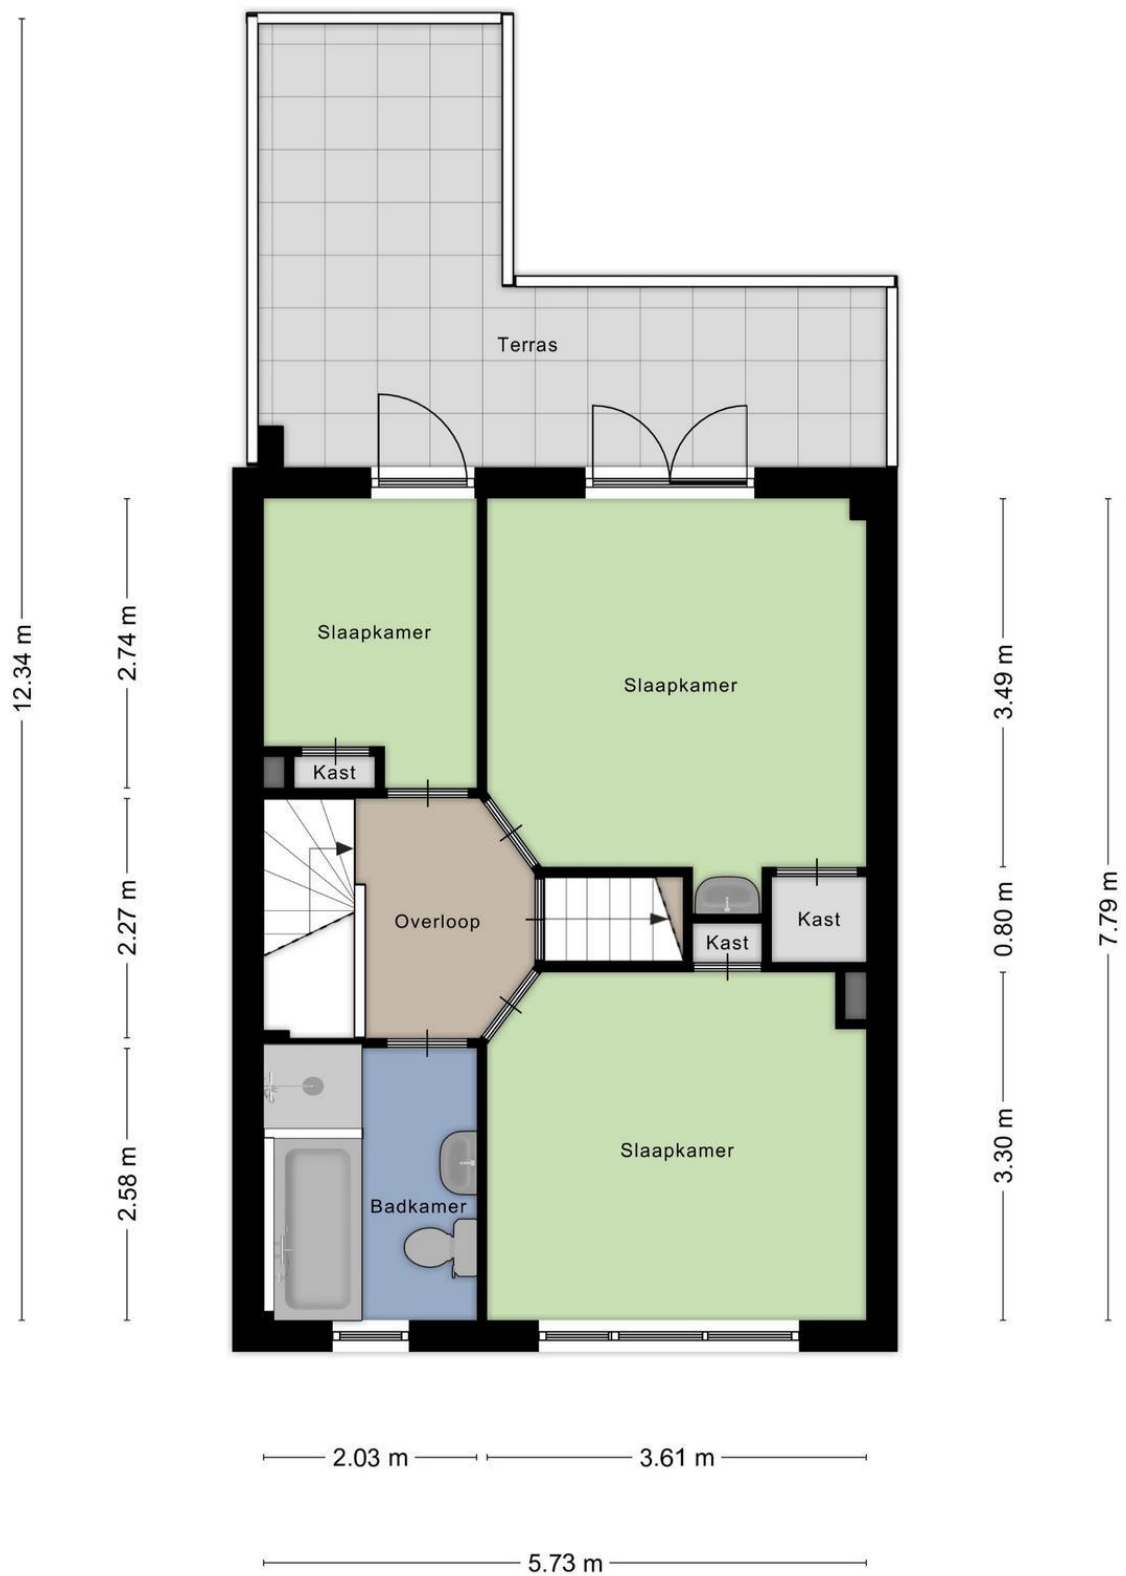 Terras
12.34 m
2.74 m
Slaapkamer
Slaapkamer
3.49 m
Kast
2.27 m
Overloop
Kast
Kast
0.80 m
7.79 m
2.58 m
Badkamer
Slaapkamer
3.30 m
2.03 m
3.61 m
5.73 m